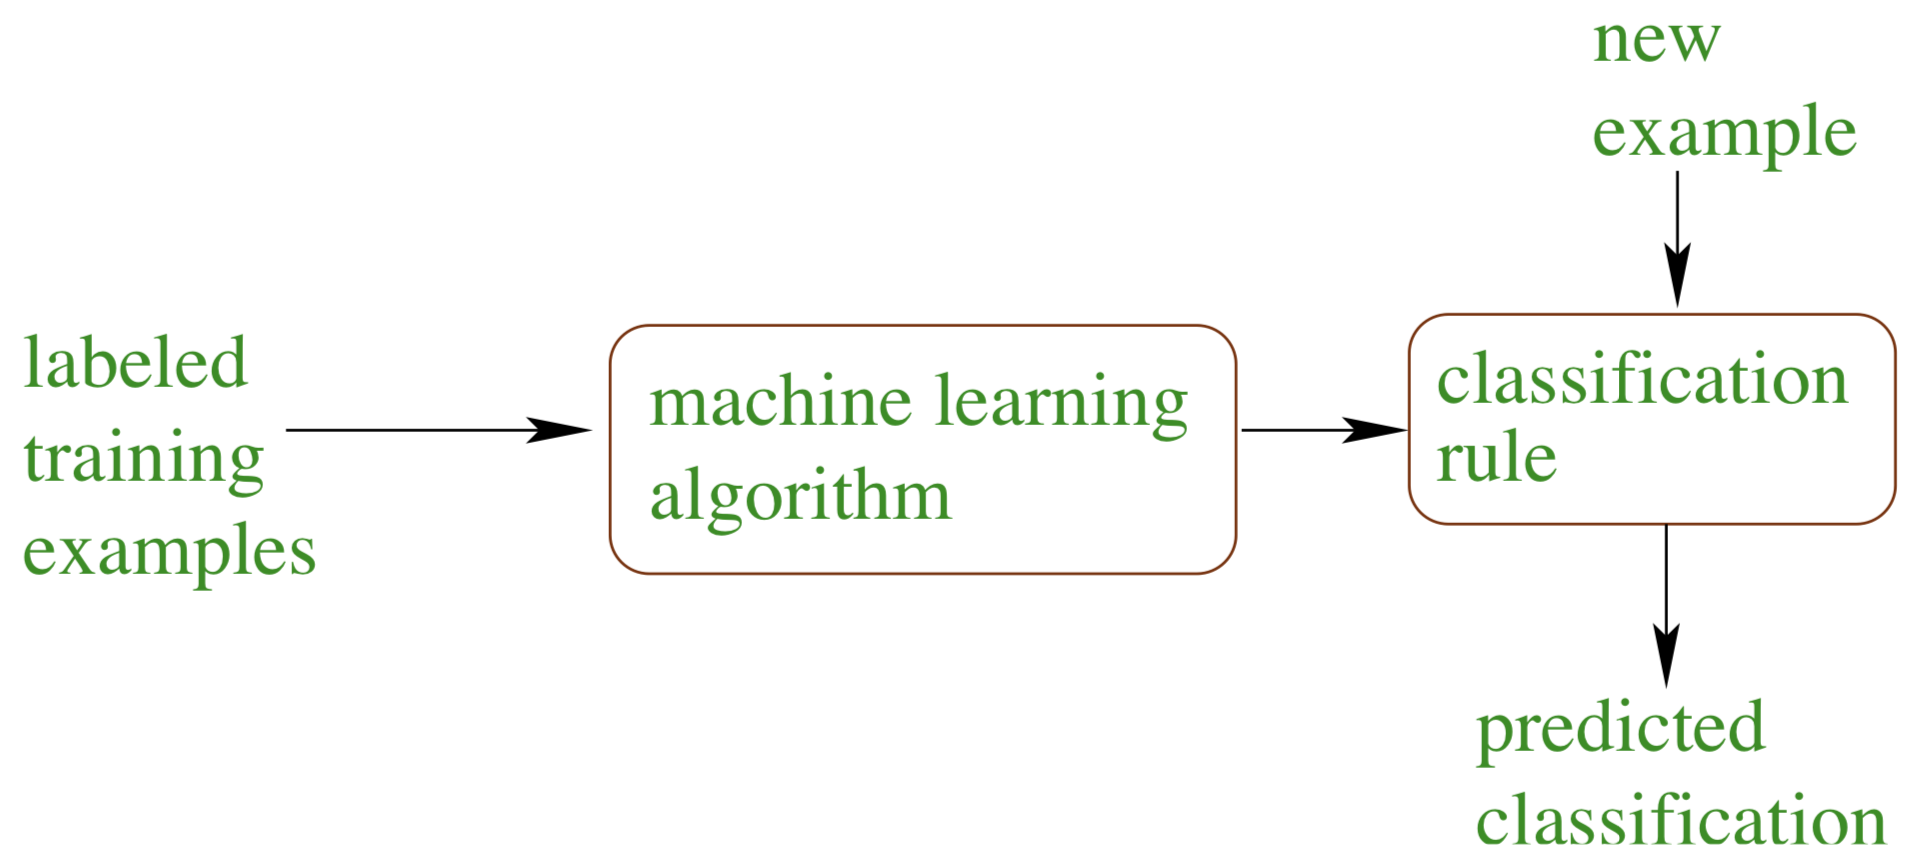 new
example
labeled
training
examples
machine learning
algorithm
classification
rule
predicted
classification